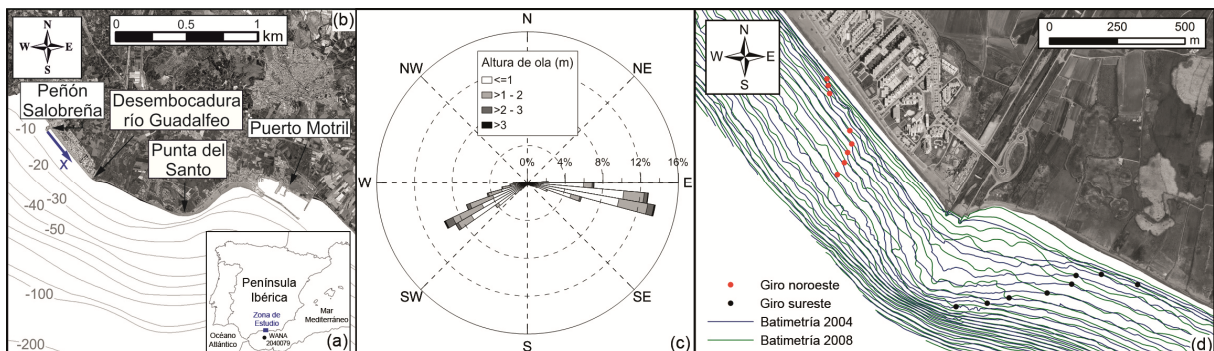 (b)
N
W E
S
0 0.5 1
km
Peñón
Salobreña
Desembocadura
río Guadalfeo
Punta del
Santo
Puerto Motril
X
-10
-20
-30
-40
-50
-100
-200
Península
Ibérica
Zona de
Estudio
Mar
Mediterráneo
Océano
Atlántico
WANA
2040079
(a)
N
NW NE
Altura de ola (m)
<=1
>1 - 2
>2 - 3
>3
0% 4% 8% 12% 16%
W E
SW SE
S
(c)
N
W E
S
0 250 500
m
Giro noroeste
Giro sureste
Batimetría 2004
Batimetría 2008
(d)